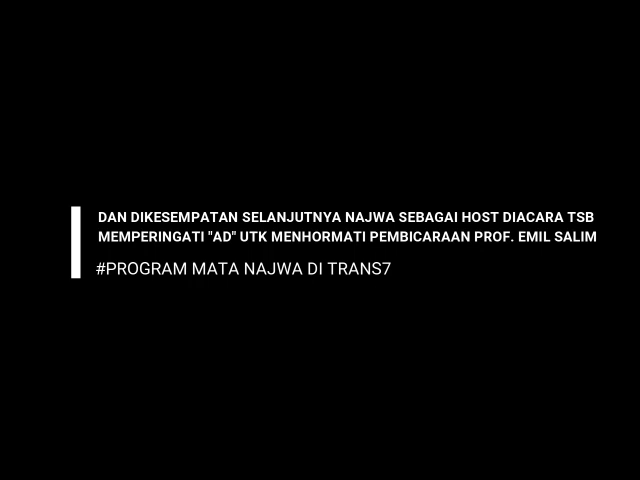 DAN DIKESEMPATAN SELANJUTNYA NAJWA SEBAGAI HOST DIACARA TSB
MEMPERINGATI "AD" UTK MENHORMATI PEMBICARAAN PROF. EMIL SALIM
#PROGRAM MATA NAJWA DI TRANS7